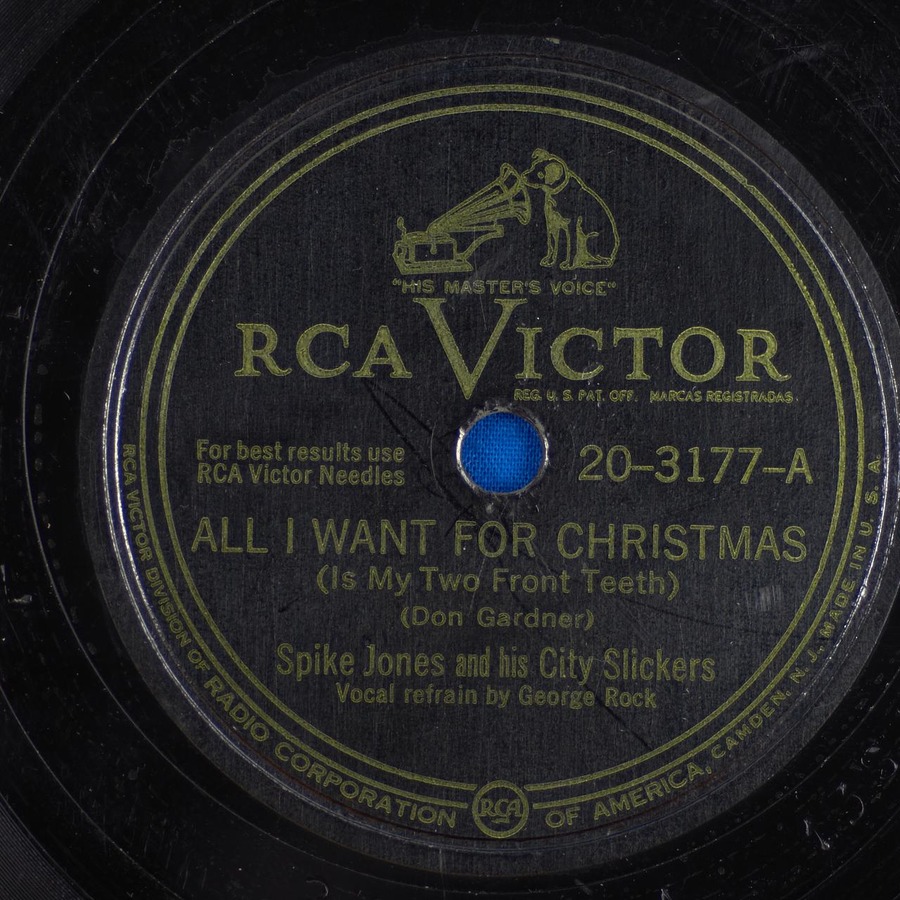 "HIS MASTER'S VOICE"
RCA VICTOR
REG. U. S. PAT. OFF. MARCAS REGISTRADAS.
For best results use
RCA Victor Needles
20-3177-A
ALL I WANT FOR CHRISTMAS
(Is My Two Front Teeth)
(Don Gardner)
Spike Jones and his City Slickers
Vocal refrain by George Rock
RCA VICTOR DIVISION OF RADIO CORPORATION OF AMERICA, CAMDEN, N. J., MADE IN U. S. A.
RCA